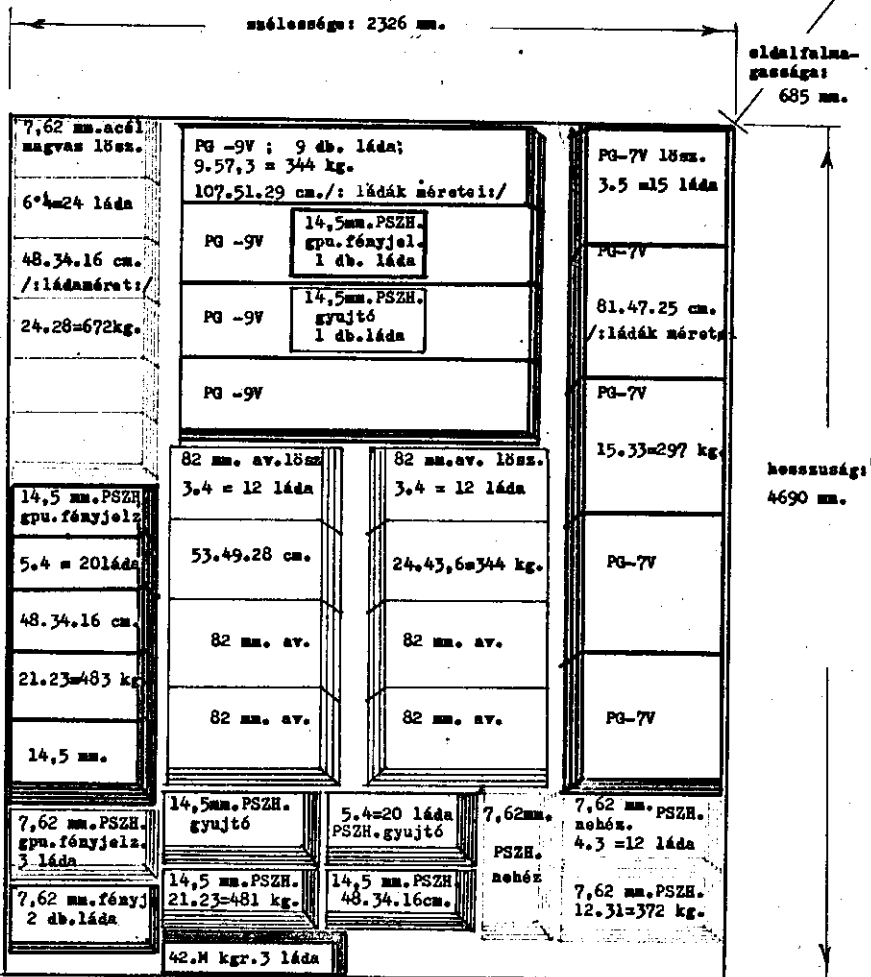 szélessége: 2326 mm.
oldalfalma-
gassága:
685 mm.
7,62 mm.acél
magvas lösz.
6·4=24 láda
48.34.16 cm.
/:ládaméret:/
24.28=672kg.
PG -9V ; 9 db. láda;
9.57,3 = 344 kg.
107.51.29 cm./: ládák méretei:/
PG -9V
14,5mm.PSZH.
gpu.fényjel.
1 db. láda
PG -9V
14,5mm.PSZH.
gyujtó
1 db.láda
PG -9V
PG-7V lösz.
3.5 =15 láda
PG-7V
81.47.25 cm.
/:ládák méretei
PG-7V
15.33=297 kg.
PG-7V
PG-7V
hosszuság:
4690 mm.
82 mm. av.lösz
3.4 = 12 láda
53.49.28 cm.
82 mm. av.
82 mm. av.
82 mm.av. lösz.
3.4 = 12 láda
24.43,6=344 kg.
82 mm. av.
82 mm. av.
14,5 mm.PSZH
gpu.fényjelz
5.4 = 20láda
48.34.16 cm.
21.23=483 kg
14,5 mm.
7,62 mm.PSZH.
gpu.fényjelz.
3 láda
7,62 mm.fényj
2 db.láda
14,5mm.PSZH.
gyujtó
5.4=20 láda
PSZH.gyujtó
14,5 mm.PSZH.
21.23=481 kg.
14,5 mm.PSZH
48.34.16cm.
42.M kgr.3 láda
7,62mm.
PSZH.
nehéz
7,62 mm. PSZH.
nehéz.
4.3 =12 láda
7,62 mm.PSZH.
12.31=372 kg.